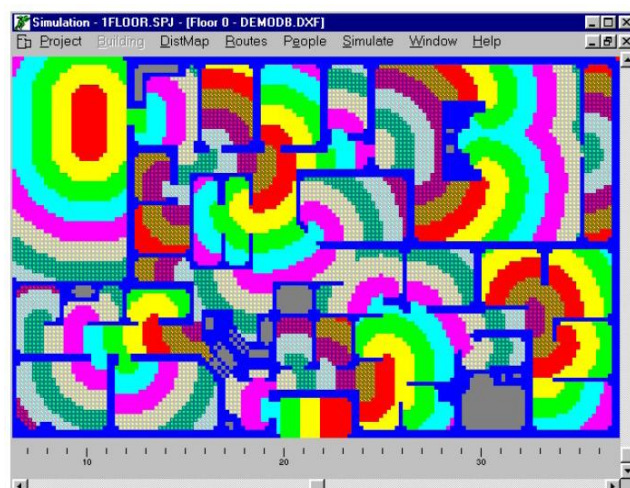 Simulation - 1FLOOR.SPJ - [Floor 0 - DEMODB.DXF]
Project Building DistMap Routes People Simulate Window Help
10 20 30